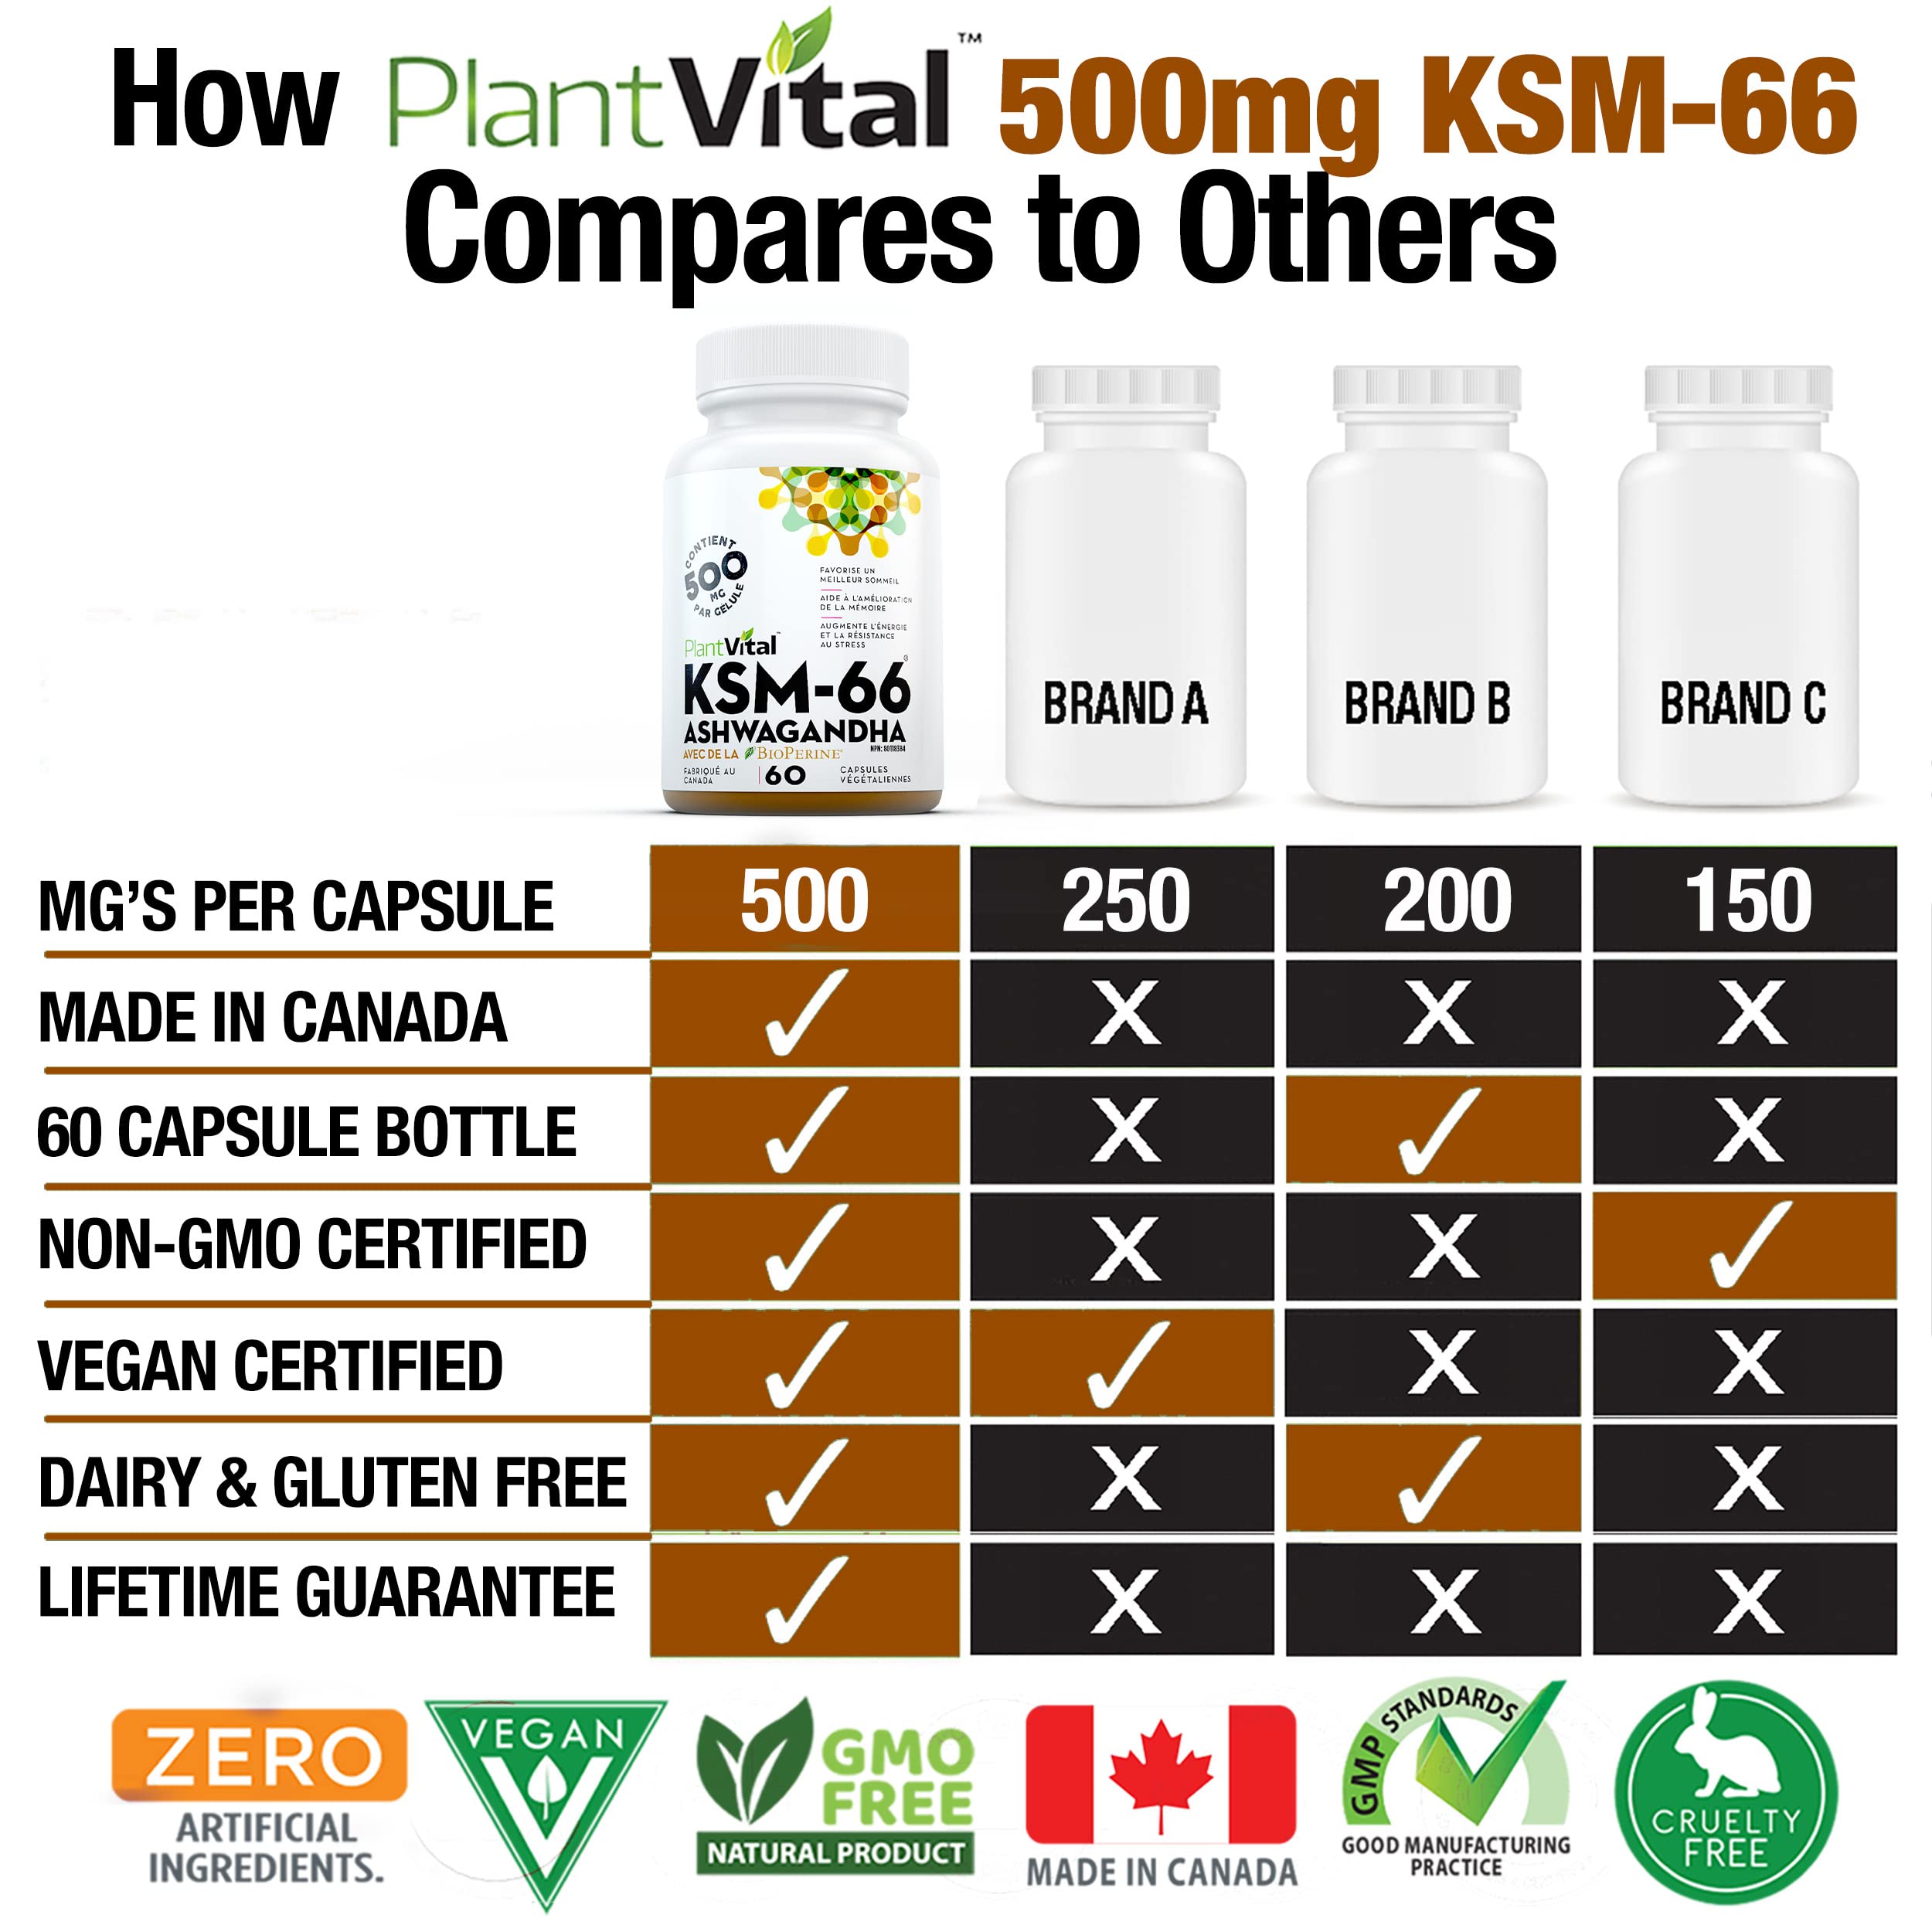 How PlantVital™ 500mg KSM-66
Compares to Others
CONTIENT
500
MG
PAR GÉLULE
FAVORISE UN
MEILLEUR SOMMEIL
AIDE À L'AMÉLIORATION
DE LA MÉMOIRE
AUGMENTE L'ÉNERGIE
ET LA RÉSISTANCE
AU STRESS
PlantVital™
KSM-66®
ASHWAGANDHA
AVEC DE LA BIOPERINE®
NPN: 80118384
FABRIQUÉ AU
CANADA
60
CAPSULES
VÉGÉTALIENNES
BRAND A
BRAND B
BRAND C
MG'S PER CAPSULE 500 250 200 150
MADE IN CANADA ✓ X X X
60 CAPSULE BOTTLE ✓ X ✓ X
NON-GMO CERTIFIED ✓ X X ✓
VEGAN CERTIFIED ✓ ✓ X X
DAIRY & GLUTEN FREE ✓ X ✓ X
LIFETIME GUARANTEE ✓ X X X
ZERO
ARTIFICIAL
INGREDIENTS.
VEGAN
GMO
FREE
NATURAL PRODUCT
MADE IN CANADA
GMP STANDARDS
GOOD MANUFACTURING
PRACTICE
CRUELTY
FREE